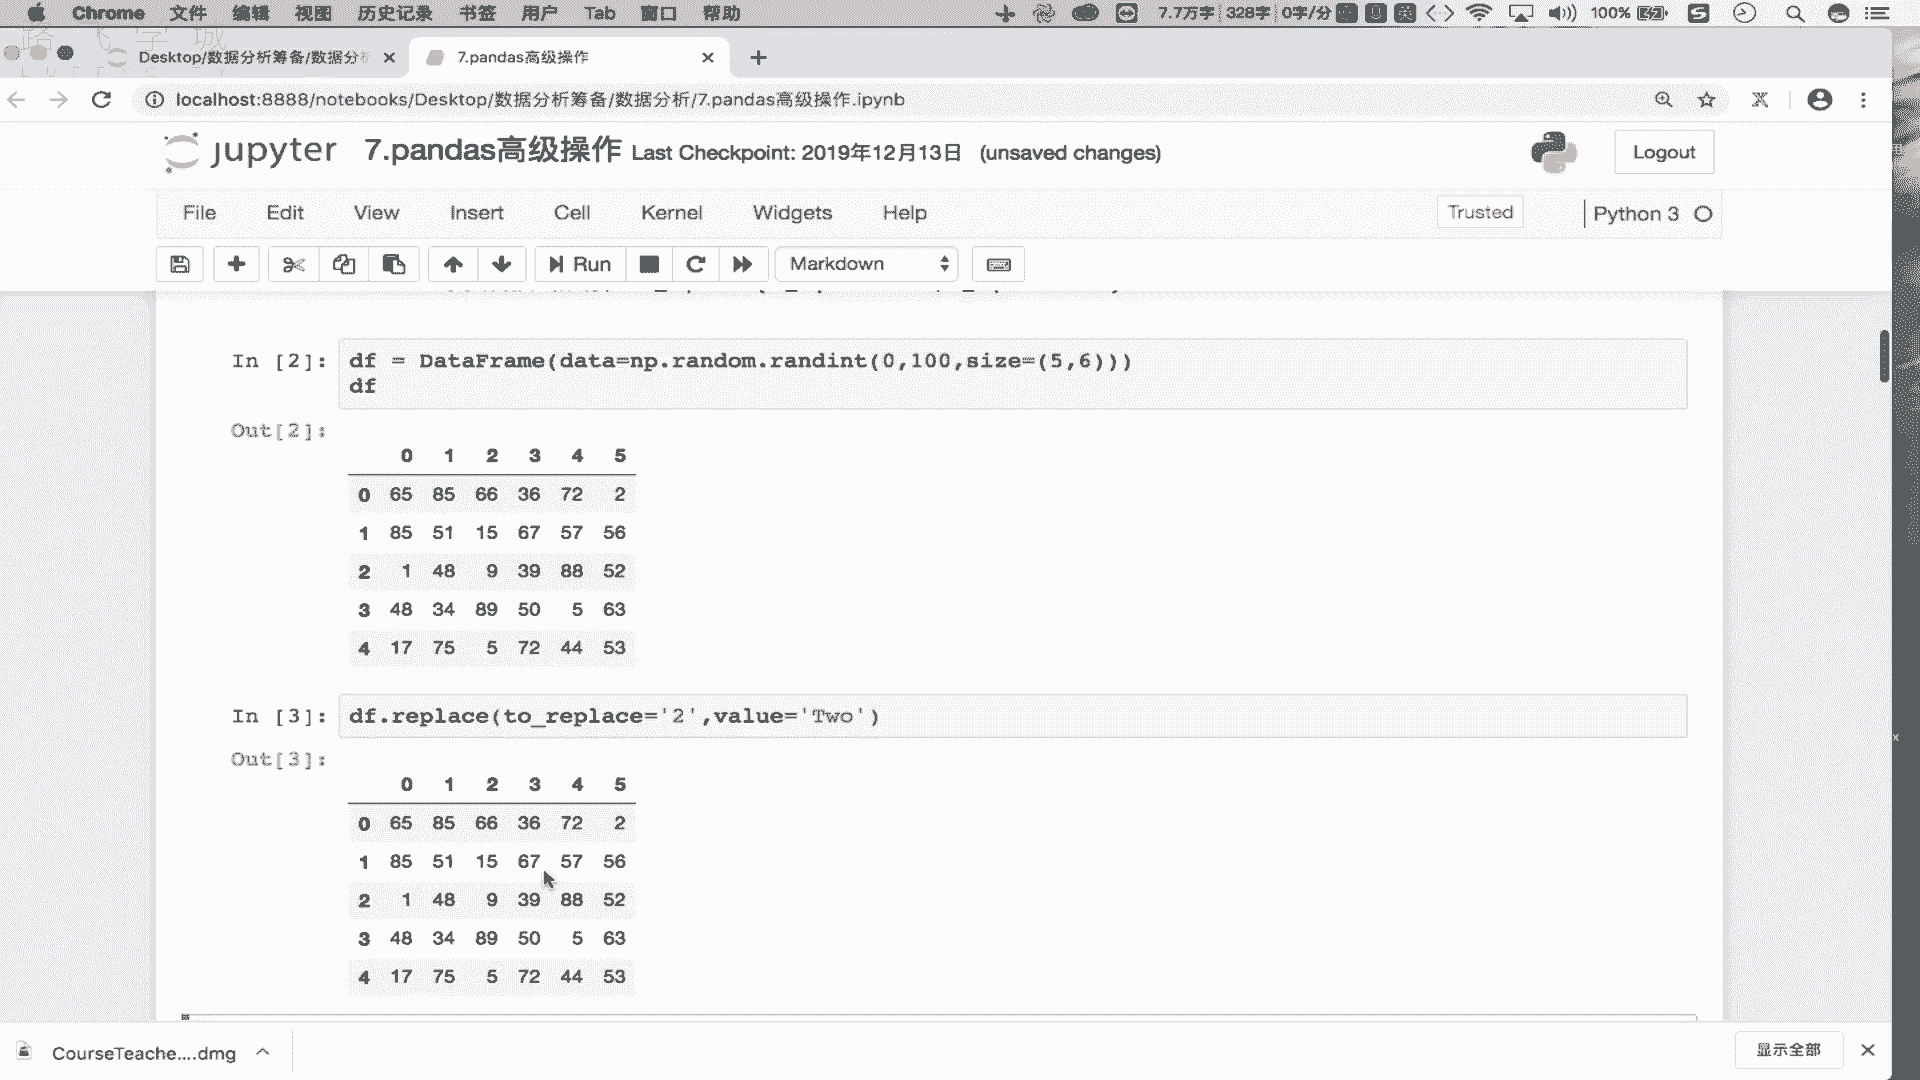 Chrome 文件 编辑 视图 历史记录 书签 用户 Tab 窗口 帮助 7.7万字 328字 0字/分 英 100%
Desktop/数据分析筹备/数据分 7.pandas高级操作
localhost:8888/notebooks/Desktop/数据分析筹备/数据分析/7.pandas高级操作.ipynb
jupyter 7.pandas高级操作 Last Checkpoint: 2019年12月13日 (unsaved changes) Logout
File Edit View Insert Cell Kernel Widgets Help Trusted Python 3
Run Markdown
In [2]: df = DataFrame(data=np.random.randint(0,100,size=(5,6)))
df
Out[2]:
0 1 2 3 4 5
0 65 85 66 36 72 2
1 85 51 15 67 57 56
2 1 48 9 39 88 52
3 48 34 89 50 5 63
4 17 75 5 72 44 53
In [3]: df.replace(to_replace='2',value='Two')
Out[3]:
0 1 2 3 4 5
0 65 85 66 36 72 2
1 85 51 15 67 57 56
2 1 48 9 39 88 52
3 48 34 89 50 5 63
4 17 75 5 72 44 53
CourseTeache....dmg 显示全部